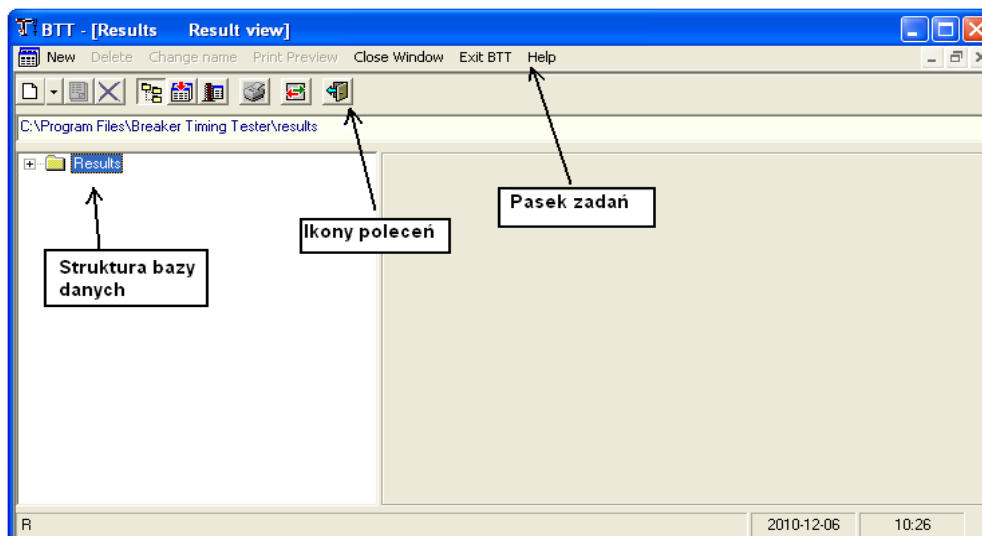 BTT - [Results Result view]
New Delete Change name Print Preview Close Window Exit BTT Help
C:\Program Files\Breaker Timing Tester\results
Results
Pasek zadań
Ikony poleceń
Struktura bazy
danych
R 2010-12-06 10:26